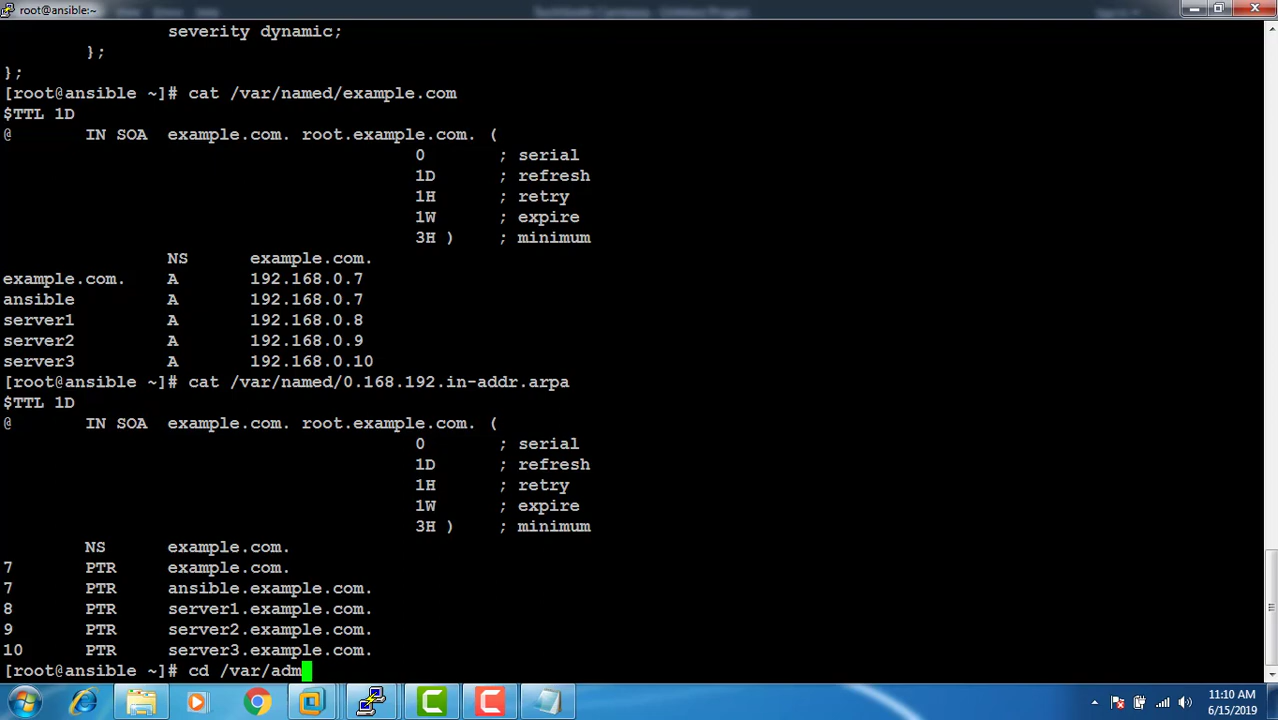 root@ansible:~
severity dynamic;
};
};
[root@ansible ~]# cat /var/named/example.com
$TTL 1D
@ IN SOA example.com. root.example.com. (
0 ; serial
1D ; refresh
1H ; retry
1W ; expire
3H ) ; minimum
NS example.com.
example.com. A 192.168.0.7
ansible A 192.168.0.7
server1 A 192.168.0.8
server2 A 192.168.0.9
server3 A 192.168.0.10
[root@ansible ~]# cat /var/named/0.168.192.in-addr.arpa
$TTL 1D
@ IN SOA example.com. root.example.com. (
0 ; serial
1D ; refresh
1H ; retry
1W ; expire
3H ) ; minimum
NS example.com.
7 PTR example.com.
7 PTR ansible.example.com.
8 PTR server1.example.com.
9 PTR server2.example.com.
10 PTR server3.example.com.
[root@ansible ~]# cd /var/adm
11:10 AM
6/15/2019